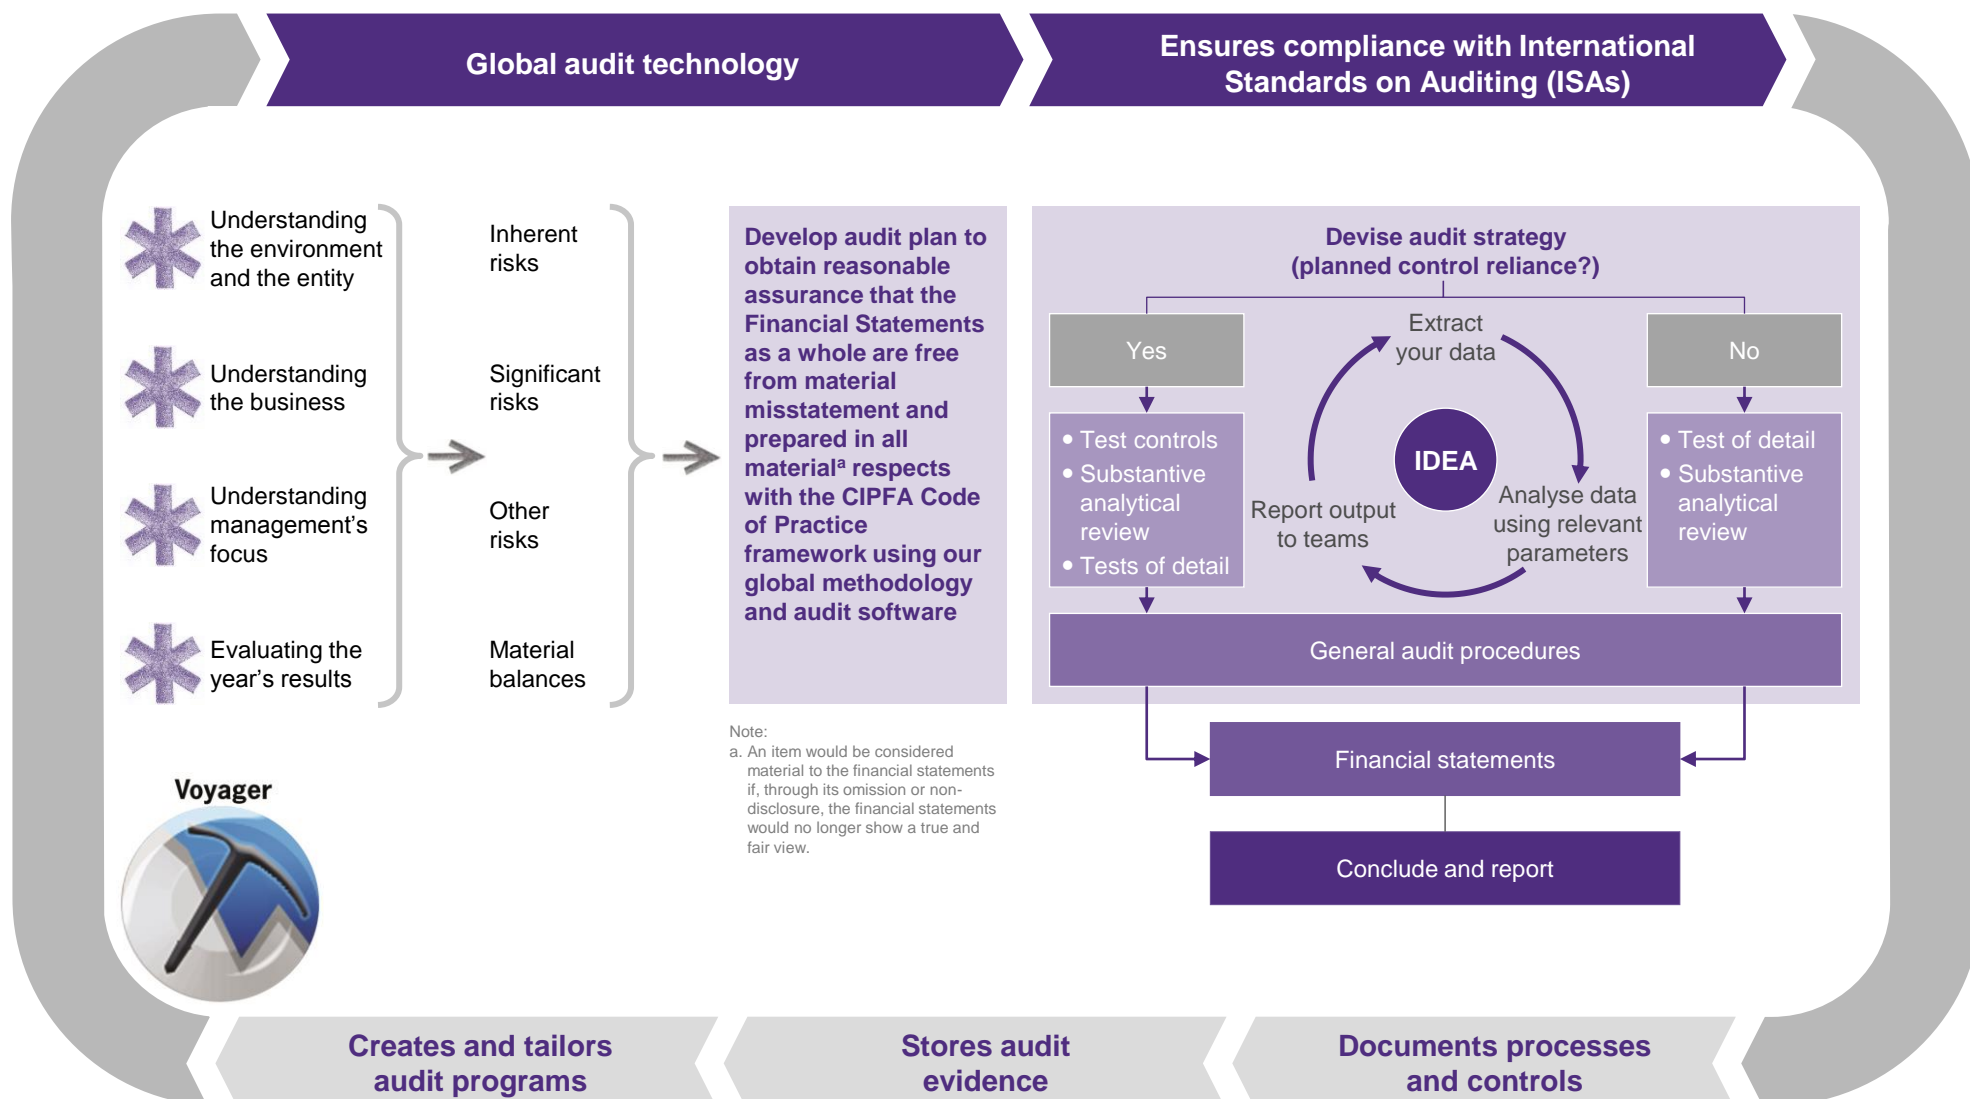 Global audit technology
Ensures compliance with International
Standards on Auditing (ISAs)
Understanding
the environment
and the entity
Understanding
the business
Understanding
management’s
focus
Evaluating the
year’s results
Inherent
risks
Significant
risks
Other
risks
Material
balances
Develop audit plan to
obtain reasonable
assurance that the
Financial Statements
as a whole are free
from material
misstatement and
prepared in all
materialᵃ respects
with the CIPFA Code
of Practice
framework using our
global methodology
and audit software
Note:
a. An item would be considered
material to the financial statements
if, through its omission or non-
disclosure, the financial statements
would no longer show a true and
fair view.
Devise audit strategy
(planned control reliance?)
Yes
• Test controls
• Substantive
analytical
review
• Tests of detail
Extract
your data
IDEA
Analyse data
using relevant
parameters
Report output
to teams
No
• Test of detail
• Substantive
analytical
review
General audit procedures
Financial statements
Conclude and report
Voyager
Creates and tailors
audit programs
Stores audit
evidence
Documents processes
and controls